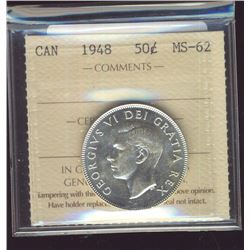 CAN 1948 50¢ MS-62
— COMMENTS —
GEORGIVS VI DEI GRATIA REX
IN G
GEN
tampering with this ove opinion.
Have holder replac al not intact.